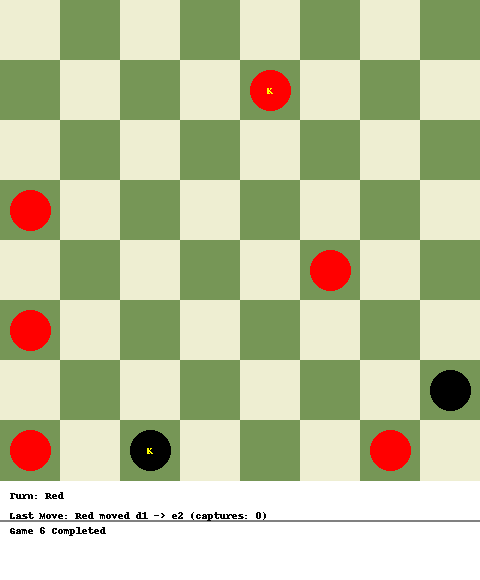 K
K
Turn: Red
Last Move: Red moved d1 -> e2 (captures: 0)
Game 6 Completed